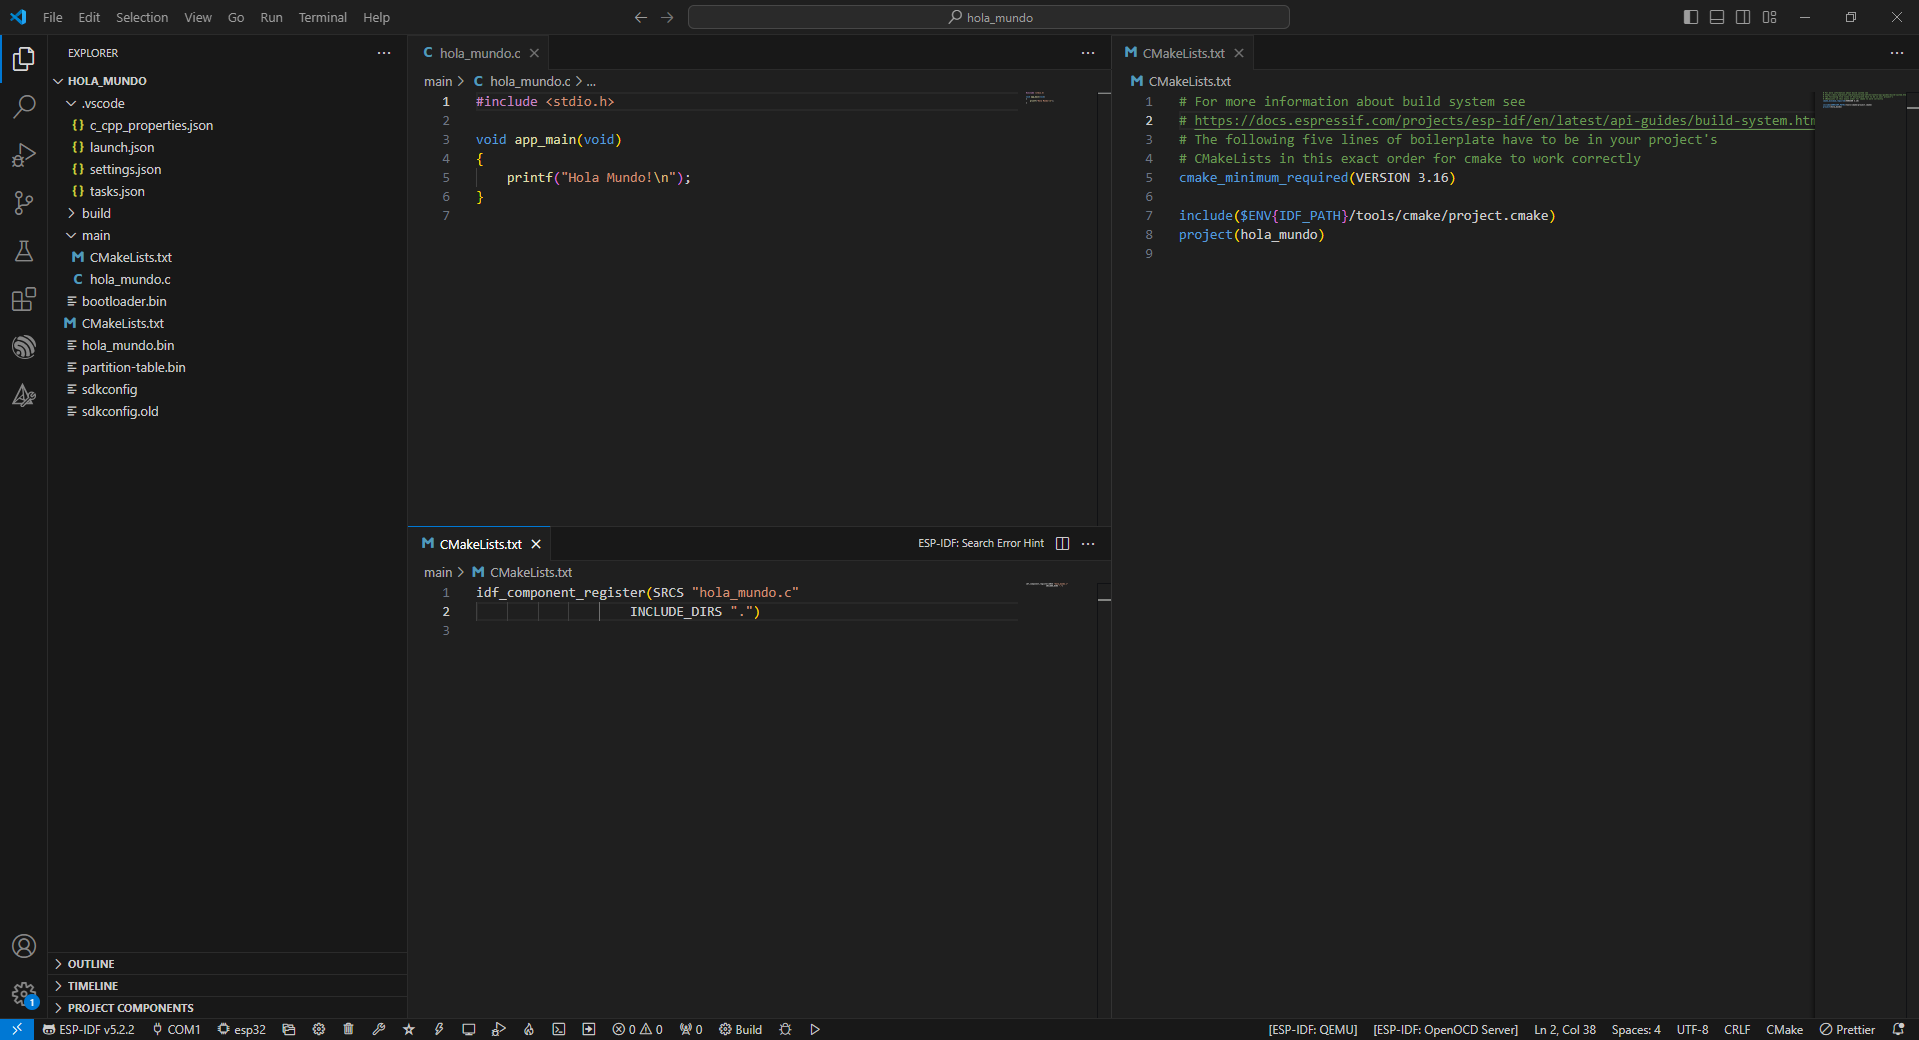 File Edit Selection View Go Run Terminal Help
hola_mundo
EXPLORER
HOLA_MUNDO
.vscode
c_cpp_properties.json
launch.json
settings.json
tasks.json
build
main
CMakeLists.txt
hola_mundo.c
bootloader.bin
CMakeLists.txt
hola_mundo.bin
partition-table.bin
sdkconfig
sdkconfig.old
OUTLINE
TIMELINE
PROJECT COMPONENTS
hola_mundo.c
main > hola_mundo.c > ...
1 #include <stdio.h>
2
3 void app_main(void)
4 {
5 printf("Hola Mundo!\n");
6 }
7
CMakeLists.txt
ESP-IDF: Search Error Hint
main > CMakeLists.txt
1 idf_component_register(SRCS "hola_mundo.c"
2 INCLUDE_DIRS ".")
3
CMakeLists.txt
CMakeLists.txt
1 # For more information about build system see
2 # https://docs.espressif.com/projects/esp-idf/en/latest/api-guides/build-system.htm
3 # The following five lines of boilerplate have to be in your project's
4 # CMakeLists in this exact order for cmake to work correctly
5 cmake_minimum_required(VERSION 3.16)
6
7 include($ENV{IDF_PATH}/tools/cmake/project.cmake)
8 project(hola_mundo)
9
1
ESP-IDF v5.2.2 COM1 esp32 0 0 0 Build [ESP-IDF: QEMU] [ESP-IDF: OpenOCD Server] Ln 2, Col 38 Spaces: 4 UTF-8 CRLF CMake Prettier